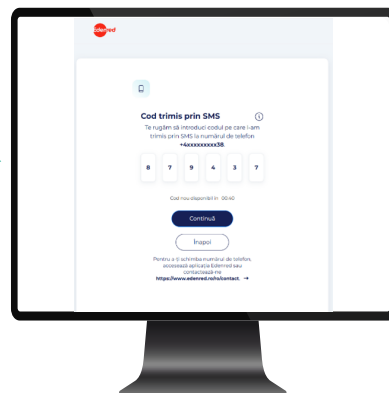 Edenred
Cod trimis prin SMS
Te rugăm să introduci codul pe care l-am
trimis prin SMS la numărul de telefon
+4xxxxxxxxx38.
8 7 9 4 3 7
Cod nou disponibil în 00:40
Continuă
Înapoi
Pentru a-ți schimba numărul de telefon,
accesează aplicația Edenred sau
contactează-ne
https://www.edenred.ro/ro/contact. →